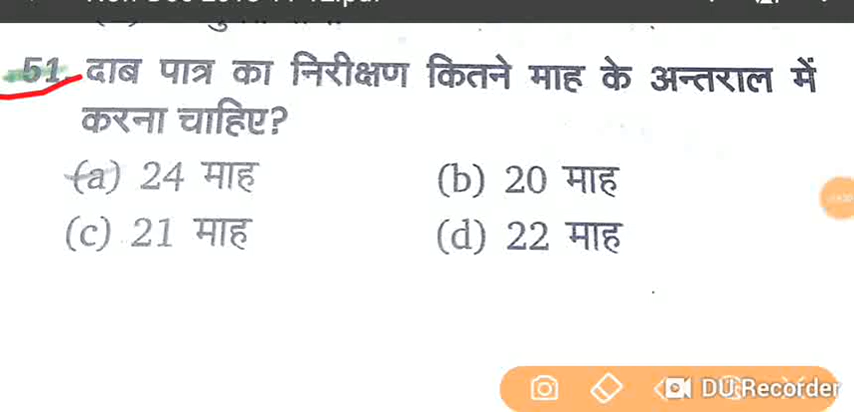 51. दाब पात्र का निरीक्षण कितने माह के अन्तराल में
करना चाहिए?
(a) 24 माह
(b) 20 माह
(c) 21 माह
(d) 22 माह
DU Recorder